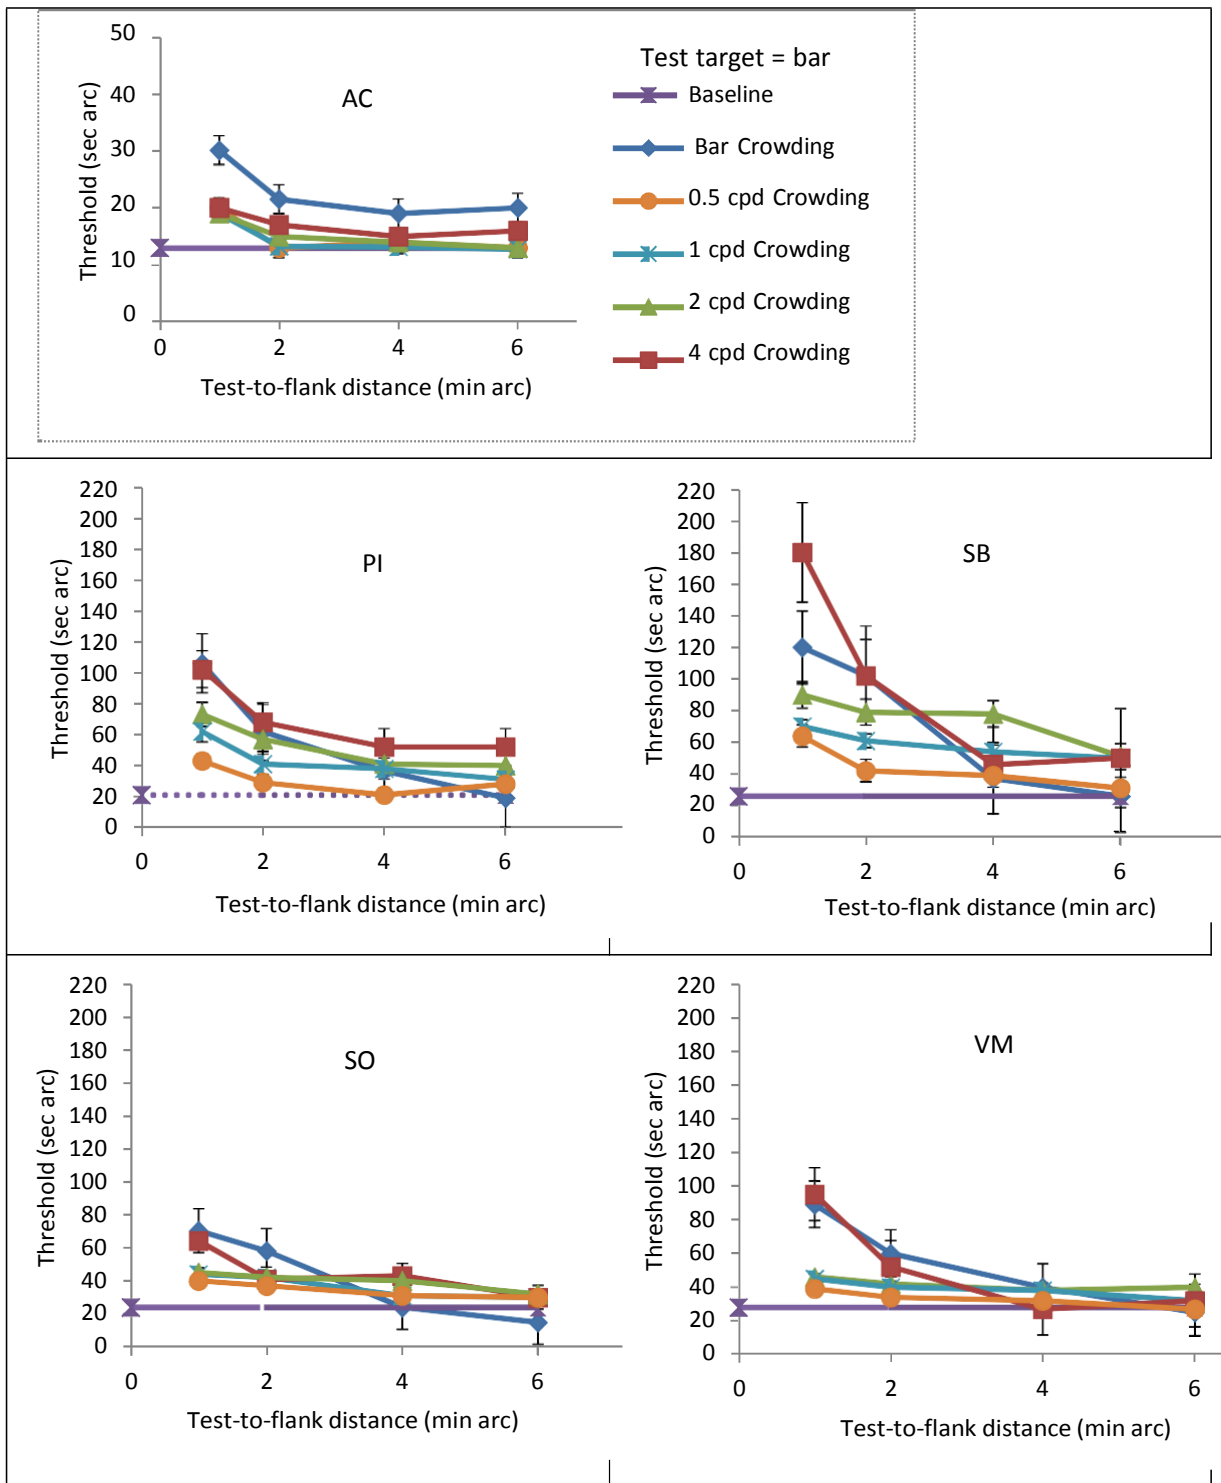 Test target = bar
Baseline
Bar Crowding
0.5 cpd Crowding
1 cpd Crowding
2 cpd Crowding
4 cpd Crowding
AC
Threshold (sec arc)
50
40
30
20
10
0
0 2 4 6
Test-to-flank distance (min arc)
PI
Threshold (sec arc)
220
200
180
160
140
120
100
80
60
40
20
0
0 2 4 6
Test-to-flank distance (min arc)
SB
Threshold (sec arc)
220
200
180
160
140
120
100
80
60
40
20
0
0 2 4 6
Test-to-flank distance (min arc)
SO
Threshold (sec arc)
220
200
180
160
140
120
100
80
60
40
20
0
0 2 4 6
Test-to-flank distance (min arc)
VM
Threshold (sec arc)
220
200
180
160
140
120
100
80
60
40
20
0
0 2 4 6
Test-to-flank distance (min arc)